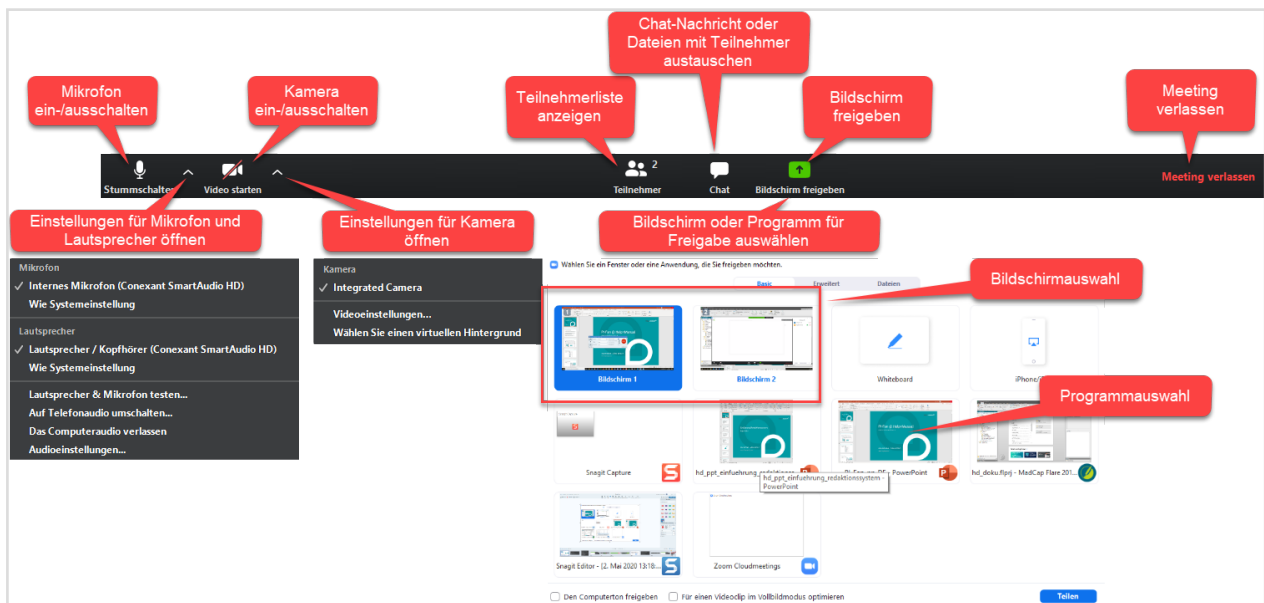 Chat-Nachricht oder
Dateien mit Teilnehmer
austauschen
Mikrofon
ein-/ausschalten
Kamera
ein-/ausschalten
Teilnehmerliste
anzeigen
Bildschirm
freigeben
Meeting
verlassen
2
Stummschalten
Video starten
Teilnehmer
Chat
Bildschirm freigeben
Meeting verlassen
Einstellungen für Mikrofon und
Lautsprecher öffnen
Einstellungen für Kamera
öffnen
Bildschirm oder Programm für
Freigabe auswählen
Mikrofon
✓ Internes Mikrofon (Conexant SmartAudio HD)
Wie Systemeinstellung
Lautsprecher
✓ Lautsprecher / Kopfhörer (Conexant SmartAudio HD)
Wie Systemeinstellung
Lautsprecher & Mikrofon testen...
Auf Telefonaudio umschalten...
Das Computeraudio verlassen
Audioeinstellungen...
Kamera
✓ Integrated Camera
Videoeinstellungen...
Wählen Sie einen virtuellen Hintergrund
Wählen Sie ein Fenster oder eine Anwendung, die Sie freigeben möchten.
Basic Erweitert Dateien
Bildschirmauswahl
1
2
Bildschirm 1
Bildschirm 2
Whiteboard
Programmauswahl
Snagit Capture
hd_ppt_einfuehrung_redaktionssystem -
PowerPoint
PowerPoint
hd_doku.flprj - MadCap Flare 201...
Snagit Editor - [2. Mai 2020 13:18:...
Zoom Cloudmeetings
Den Computerton freigeben
Für einen Videoclip im Vollbildmodus optimieren
Teilen